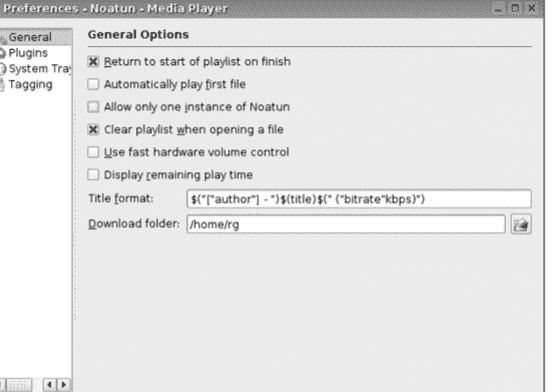 Preferences - Noatun - Media Player
General
Plugins
System Tra
Tagging
General Options
Return to start of playlist on finish
Automatically play first file
Allow only one instance of Noatun
Clear playlist when opening a file
Use fast hardware volume control
Display remaining play time
Title format: $("["author"] - ")$(title)$(" ("bitrate"kbps)")
Download folder: /home/rg